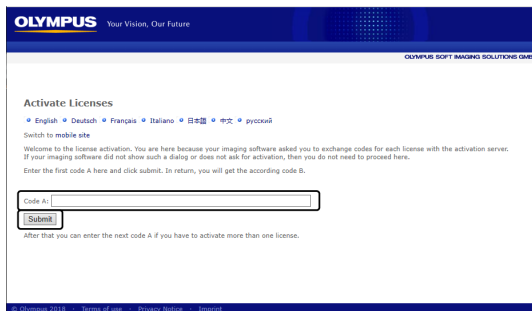 OLYMPUS Your Vision, Our Future
OLYMPUS SOFT IMAGING SOLUTIONS GMB
Activate Licenses
English Deutsch Français Italiano 日本語 中文 русский
Switch to mobile site
Welcome to the license activation. You are here because your imaging software asked you to exchange codes for each license with the activation server.
If your imaging software did not show such a dialog or does not ask for activation, then you do not need to proceed here.
Enter the first code A here and click submit. In return, you will get the according code B.
Code A:
Submit
After that you can enter the next code A if you have to activate more than one license.
© Olympus 2018 · Terms of use · Privacy Notice · Imprint